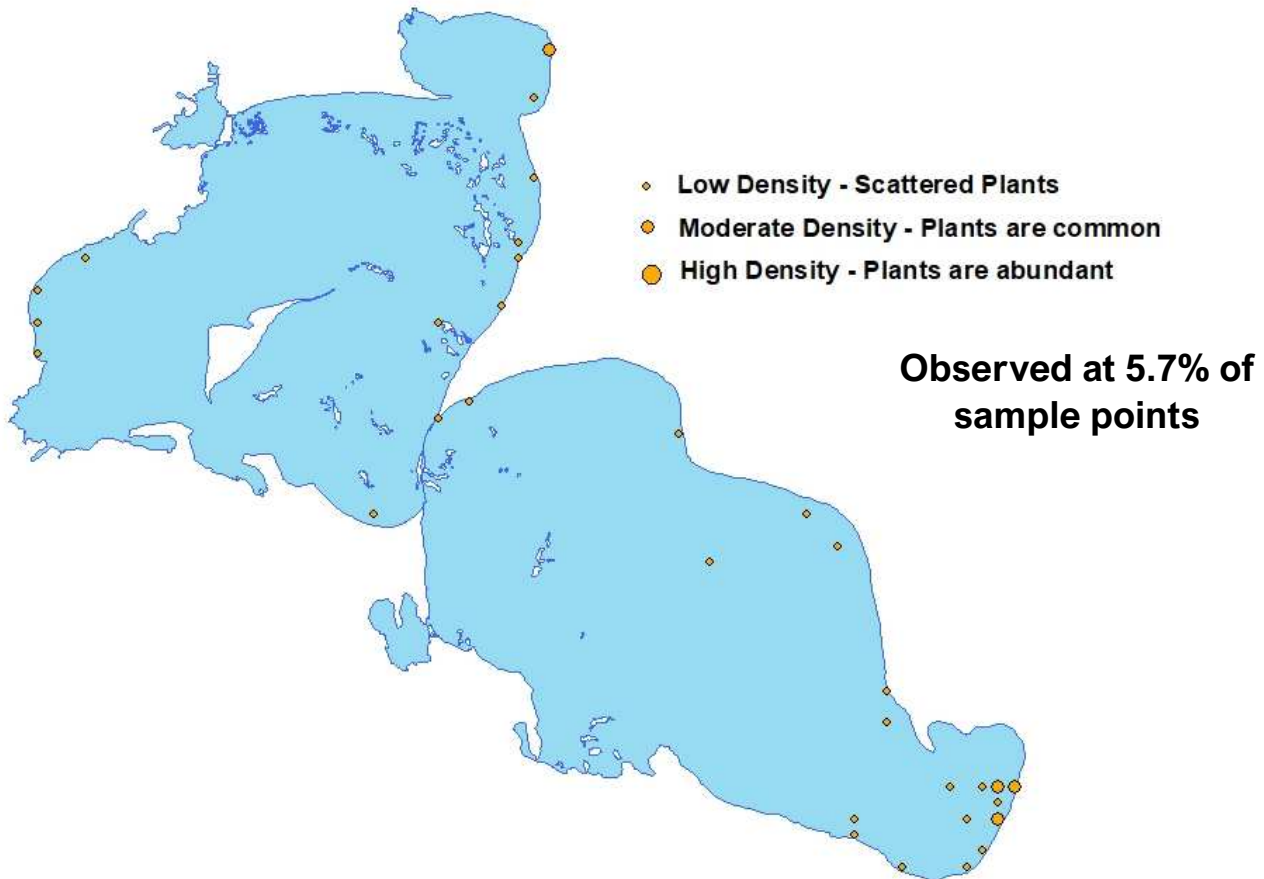 Low Density - Scattered Plants
Moderate Density - Plants are common
High Density - Plants are abundant
Observed at 5.7% of
sample points